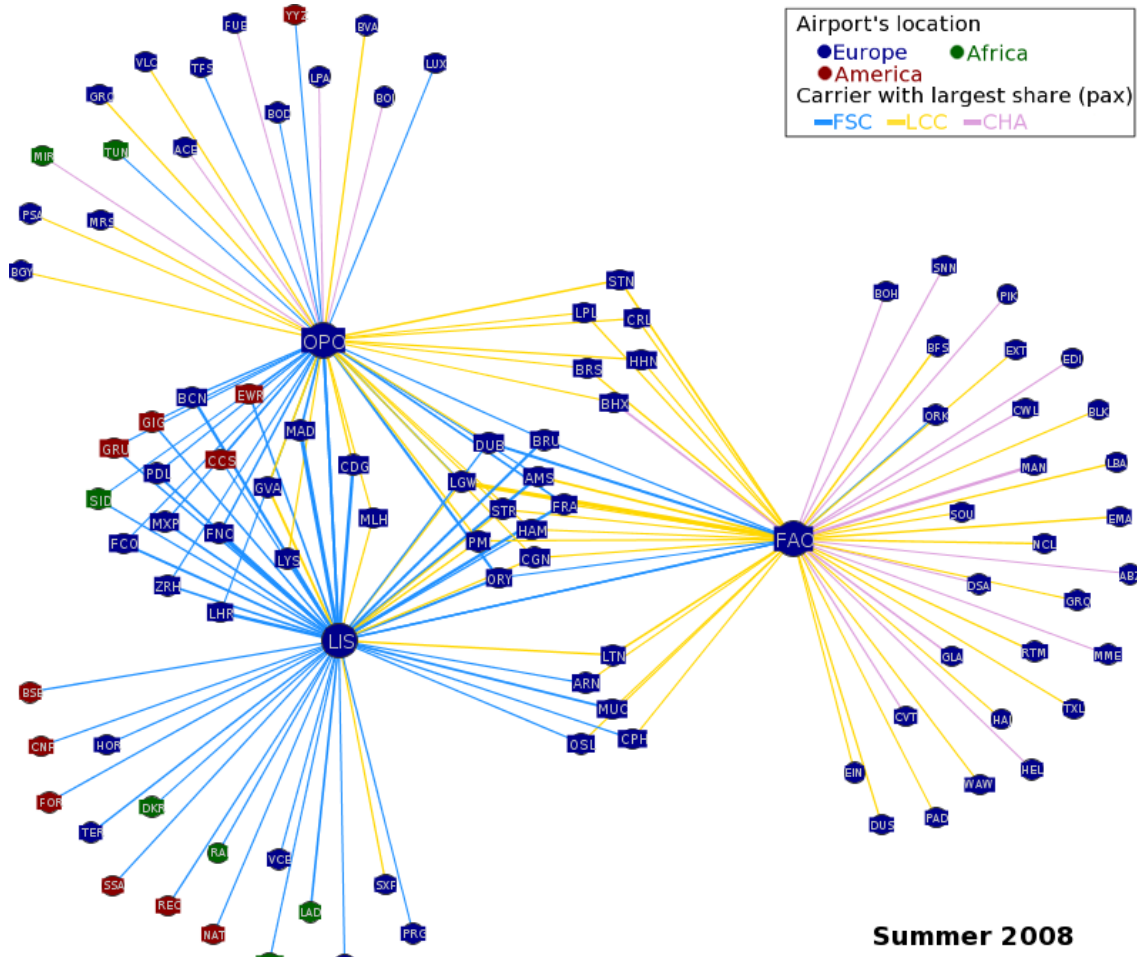 Airport's location
Europe
Africa
America
Carrier with largest share (pax)
FSC LCC CHA
YYZ
FUE
BVA
VLC
TFS
LUX
LPA
GRO
BOD
TUN
ACE
MIR
PSA
MRS
BGY
OPO
STN
LPL
CRL
HHN
BRS
BHX
SNN
BOH
PIK
BFS
EXT
EDI
ORK
CWL
BLK
MAN
LBA
SOU
EMA
FAO
NCL
ABZ
DSA
GRQ
GLA
RTM
MME
CVT
HAJ
TXL
HEL
EIN
WAW
DUS
PAD
BCN
EWR
GIG
MAD
GRU
CCS
CDG
PDL
GVA
SID
MXP
FNC
MLH
FCO
LYS
ZRH
LHR
DUB
BRU
LGW
AMS
STR
FRA
HAM
CGN
ORY
LIS
LTN
ARN
MUC
OSL
CPH
BSB
HOR
FOR
DKR
TER
VCE
SSA
REC
LAD
SXF
NAT
PRG
Summer 2008